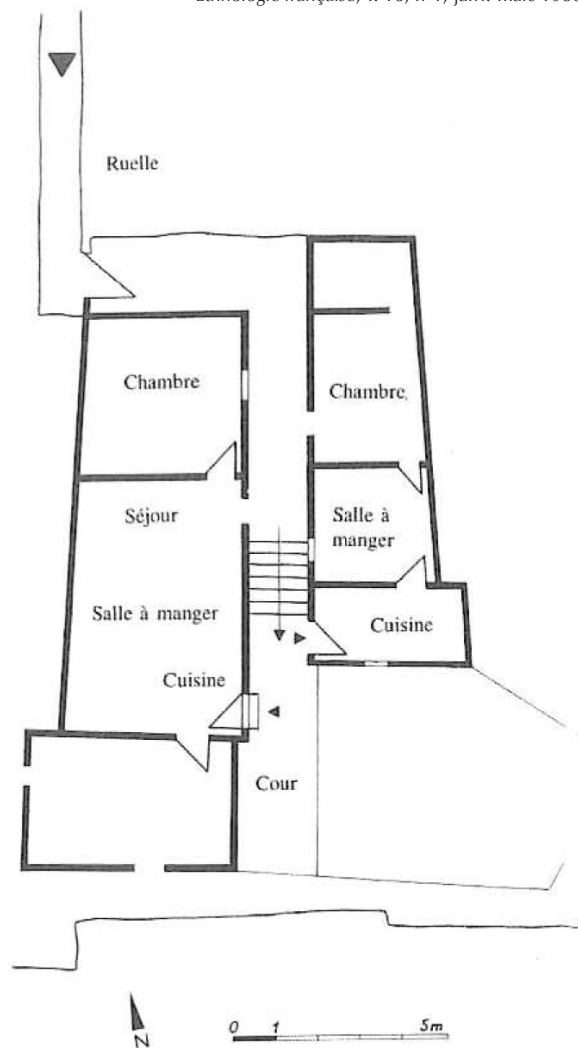 Ruelle
Chambre
Chambre
Séjour
Salle à
manger
Salle à manger
Cuisine
Cuisine
Cour
N
0 1 5m